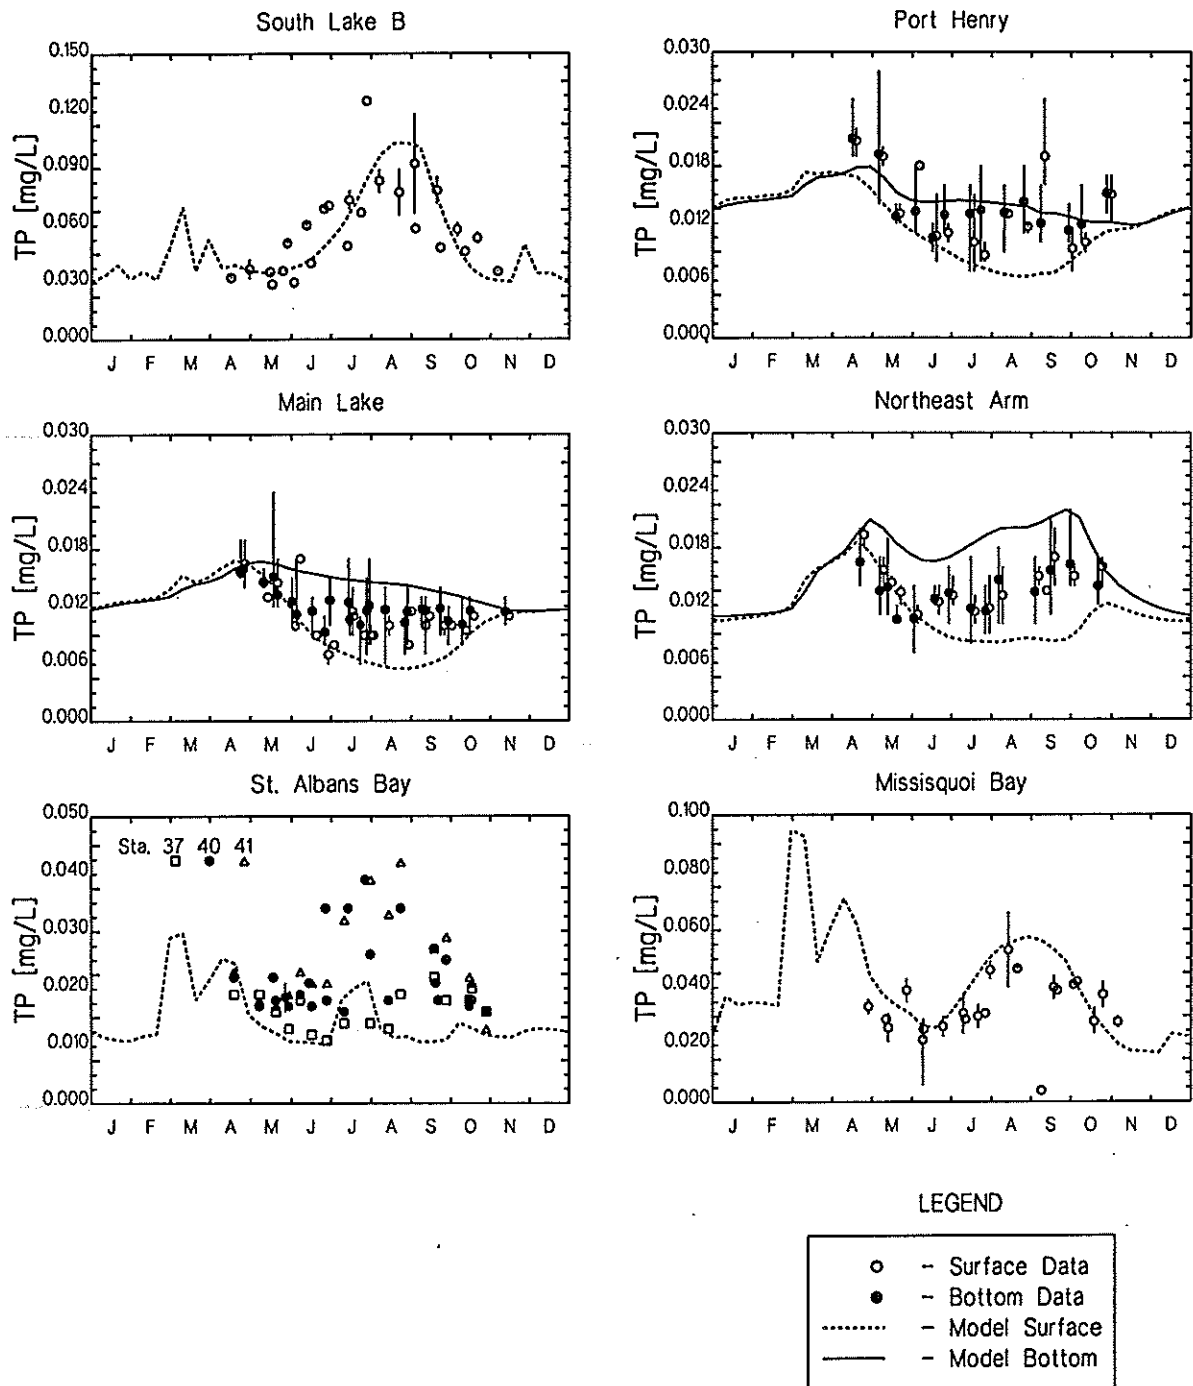 South Lake B
0.150
0.120
0.090
0.060
0.030
0.000
TP [mg/L]
J F M A M J J A S O N D
Port Henry
0.030
0.024
0.018
0.012
0.006
0.000
TP [mg/L]
J F M A M J J A S O N D
Main Lake
0.030
0.024
0.018
0.012
0.006
0.000
TP [mg/L]
J F M A M J J A S O N D
Northeast Arm
0.030
0.024
0.018
0.012
0.006
0.000
TP [mg/L]
J F M A M J J A S O N D
St. Albans Bay
Sta. 37 40 41
0.050
0.040
0.030
0.020
0.010
0.000
TP [mg/L]
J F M A M J J A S O N D
Missisquoi Bay
0.100
0.080
0.060
0.040
0.020
0.000
TP [mg/L]
J F M A M J J A S O N D
LEGEND
- Surface Data
- Bottom Data
- Model Surface
- Model Bottom